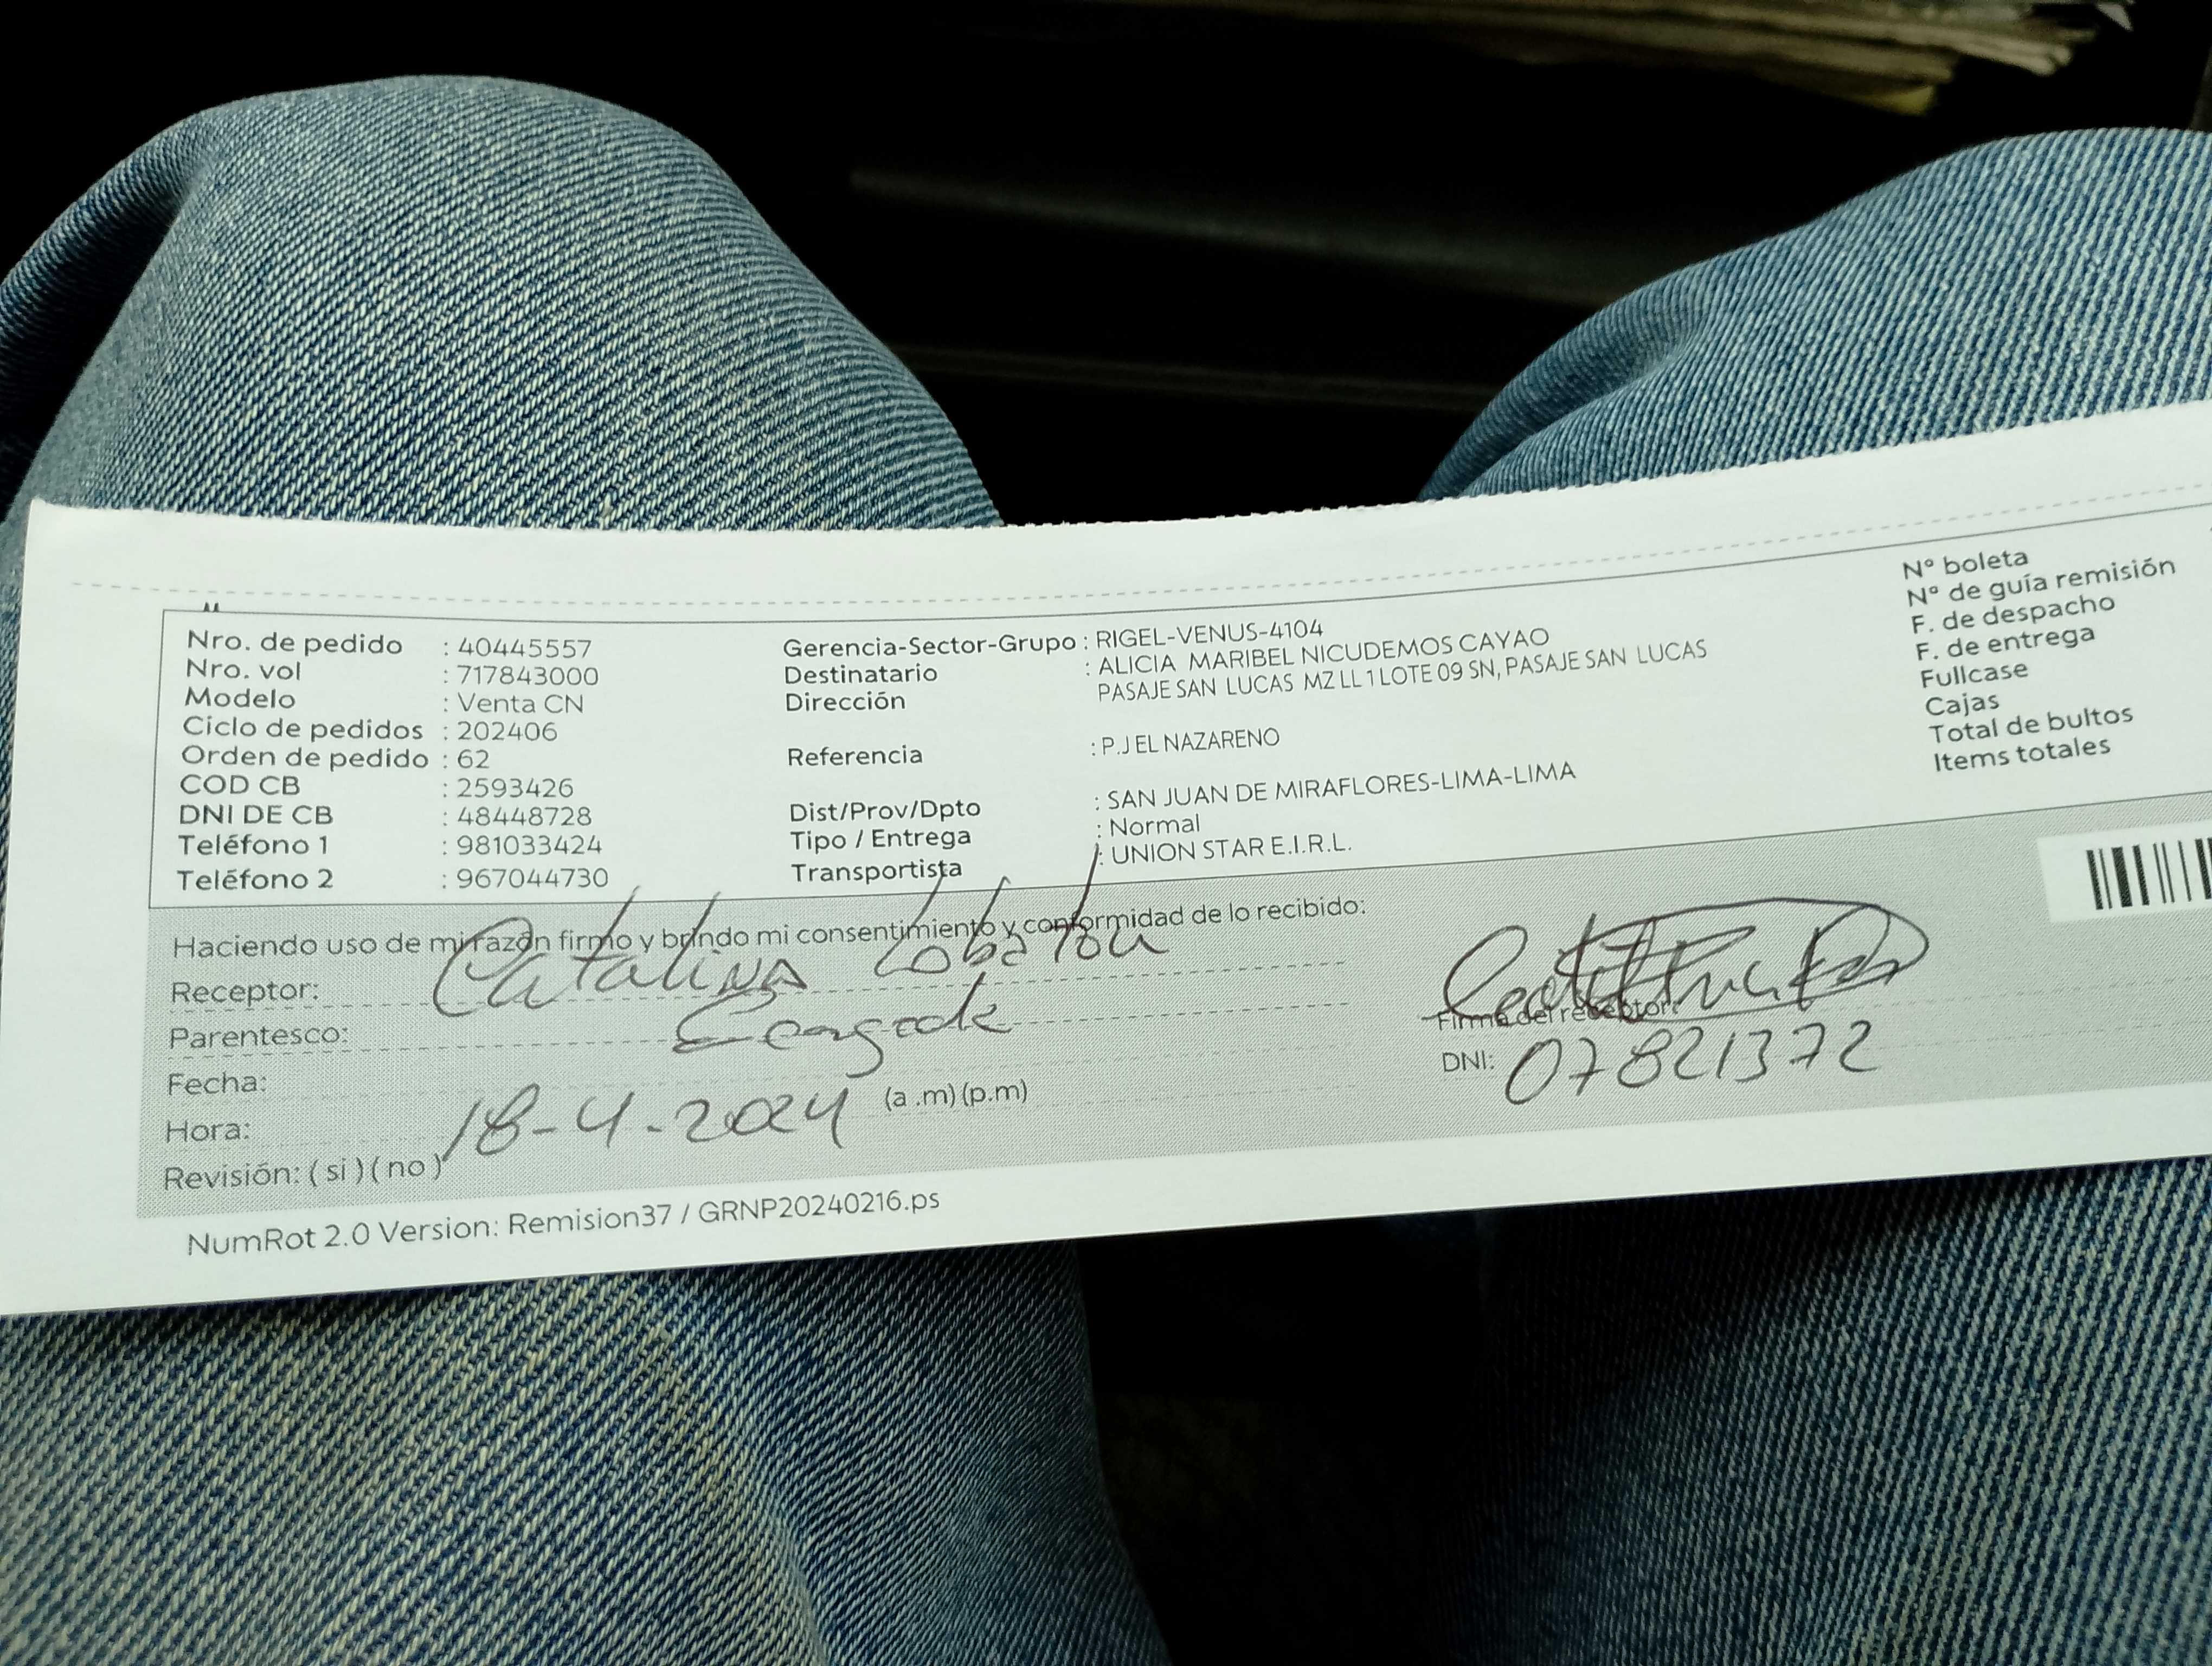 Nro. de pedido : 40445557
Nro. vol : 717843000
Modelo : Venta CN
Ciclo de pedidos : 202406
Orden de pedido : 62
COD CB : 2593426
DNI DE CB : 48448728
Teléfono 1 : 981033424
Teléfono 2 : 967044730
Gerencia-Sector-Grupo : RIGEL-VENUS-4104
Destinatario : ALICIA MARIBEL NICUDEMOS CAYAO
Dirección PASAJE SAN LUCAS MZ LL 1 LOTE 09 SN, PASAJE SAN LUCAS
Referencia : P.J EL NAZARENO
Dist/Prov/Dpto : SAN JUAN DE MIRAFLORES-LIMA-LIMA
Tipo / Entrega : Normal
Transportista : UNION STAR E.I.R.L.
N° boleta
N° de guía remisión
F. de despacho
F. de entrega
Fullcase
Cajas
Total de bultos
Items totales
Haciendo uso de mi razón firmo y brindo mi consentimiento y conformidad de lo recibido:
Receptor: Catalina Lobaton
Parentesco:
Fecha:
Hora: 18-4-2024 (a .m) (p.m)
Revisión: ( si ) ( no )
Firma del receptor:
DNI: 07821372
NumRot 2.0 Version: Remision37 / GRNP20240216.ps